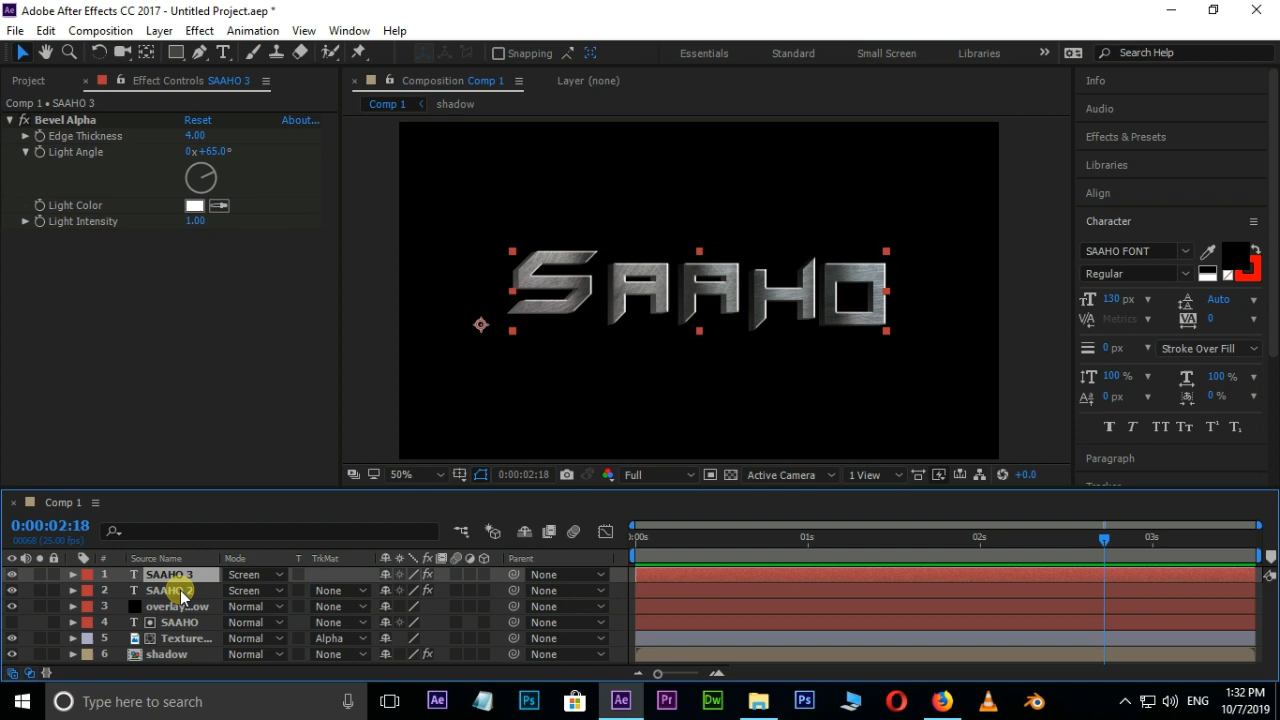 Adobe After Effects CC 2017 - Untitled Project.aep *
File Edit Composition Layer Effect Animation View Window Help
Snapping Essentials Standard Small Screen Libraries Search Help
Project Effect Controls SAAHO 3 Composition Comp 1 Layer (none) Info
Comp 1 • SAAHO 3 Comp 1 shadow Audio
Bevel Alpha Reset About...
Edge Thickness 4.00 Effects & Presets
Light Angle 0x+65.0° Libraries
Align
Light Color
Light Intensity 1.00 Character
SAAHO FONT
Regular
SAAHO
130 px Auto
Metrics 0
0 px Stroke Over Fill
100 % 100 %
0 px 0 %
T T TT Tr T T
Paragraph
50% 0:00:02:18 Full Active Camera 1 View +0.0
Comp 1
0:00:02:18
00068 (25.00 fps)
:00s 01s 02s 03s
# Source Name Mode T TrkMat Parent
1 T SAAHO 3 Screen None
2 T SAAHO 2 Screen None None
3 overlay...ow Normal None None
4 T SAAHO Normal None None
5 Texture... Normal Alpha None
6 shadow Normal None None
Type here to search Ae Ps Ae Pr Dw Ps ENG 1:32 PM
10/7/2019